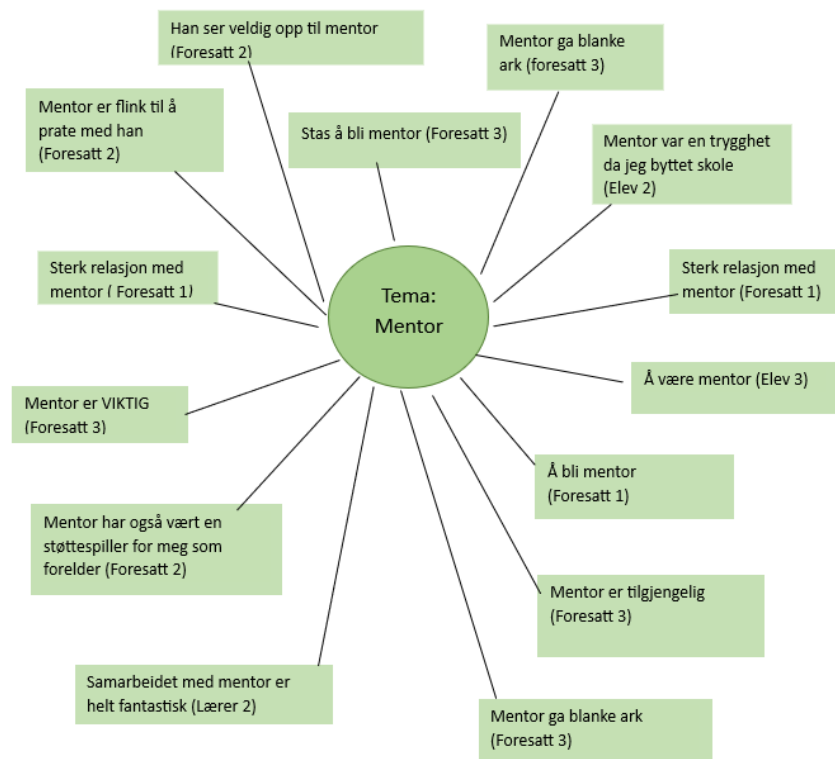 Han ser veldig opp til mentor
(Foresatt 2)
Mentor ga blanke
ark (foresatt 3)
Mentor er flink til å
prate med han
(Foresatt 2)
Stas å bli mentor (Foresatt 3)
Mentor var en trygghet
da jeg byttet skole
(Elev 2)
Sterk relasjon med
mentor ( Foresatt 1)
Tema:
Mentor
Sterk relasjon med
mentor (Foresatt 1)
Å være mentor (Elev 3)
Mentor er VIKTIG
(Foresatt 3)
Å bli mentor
(Foresatt 1)
Mentor har også vært en
støttespiller for meg som
forelder (Foresatt 2)
Mentor er tilgjengelig
(Foresatt 3)
Samarbeidet med mentor er
helt fantastisk (Lærer 2)
Mentor ga blanke ark
(Foresatt 3)